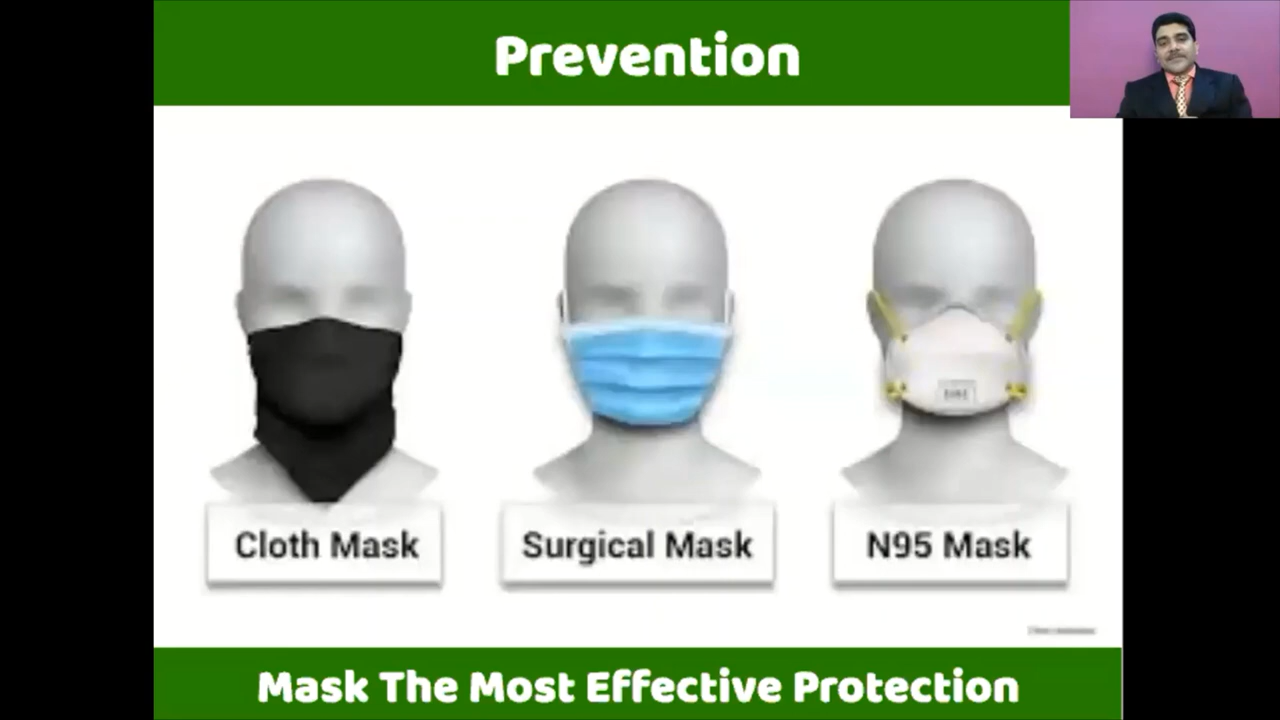 Prevention
Cloth Mask
Surgical Mask
N95 Mask
Mask The Most Effective Protection